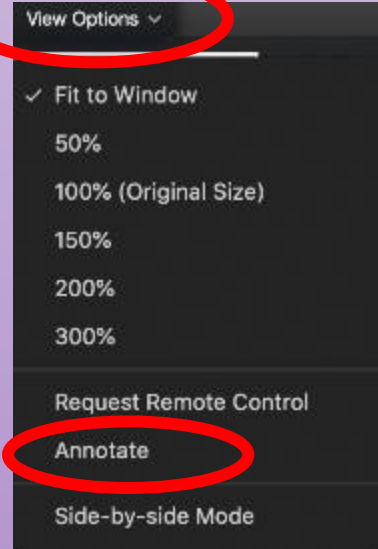 View Options
Fit to Window
50%
100% (Original Size)
150%
200%
300%
Request Remote Control
Annotate
Side-by-side Mode